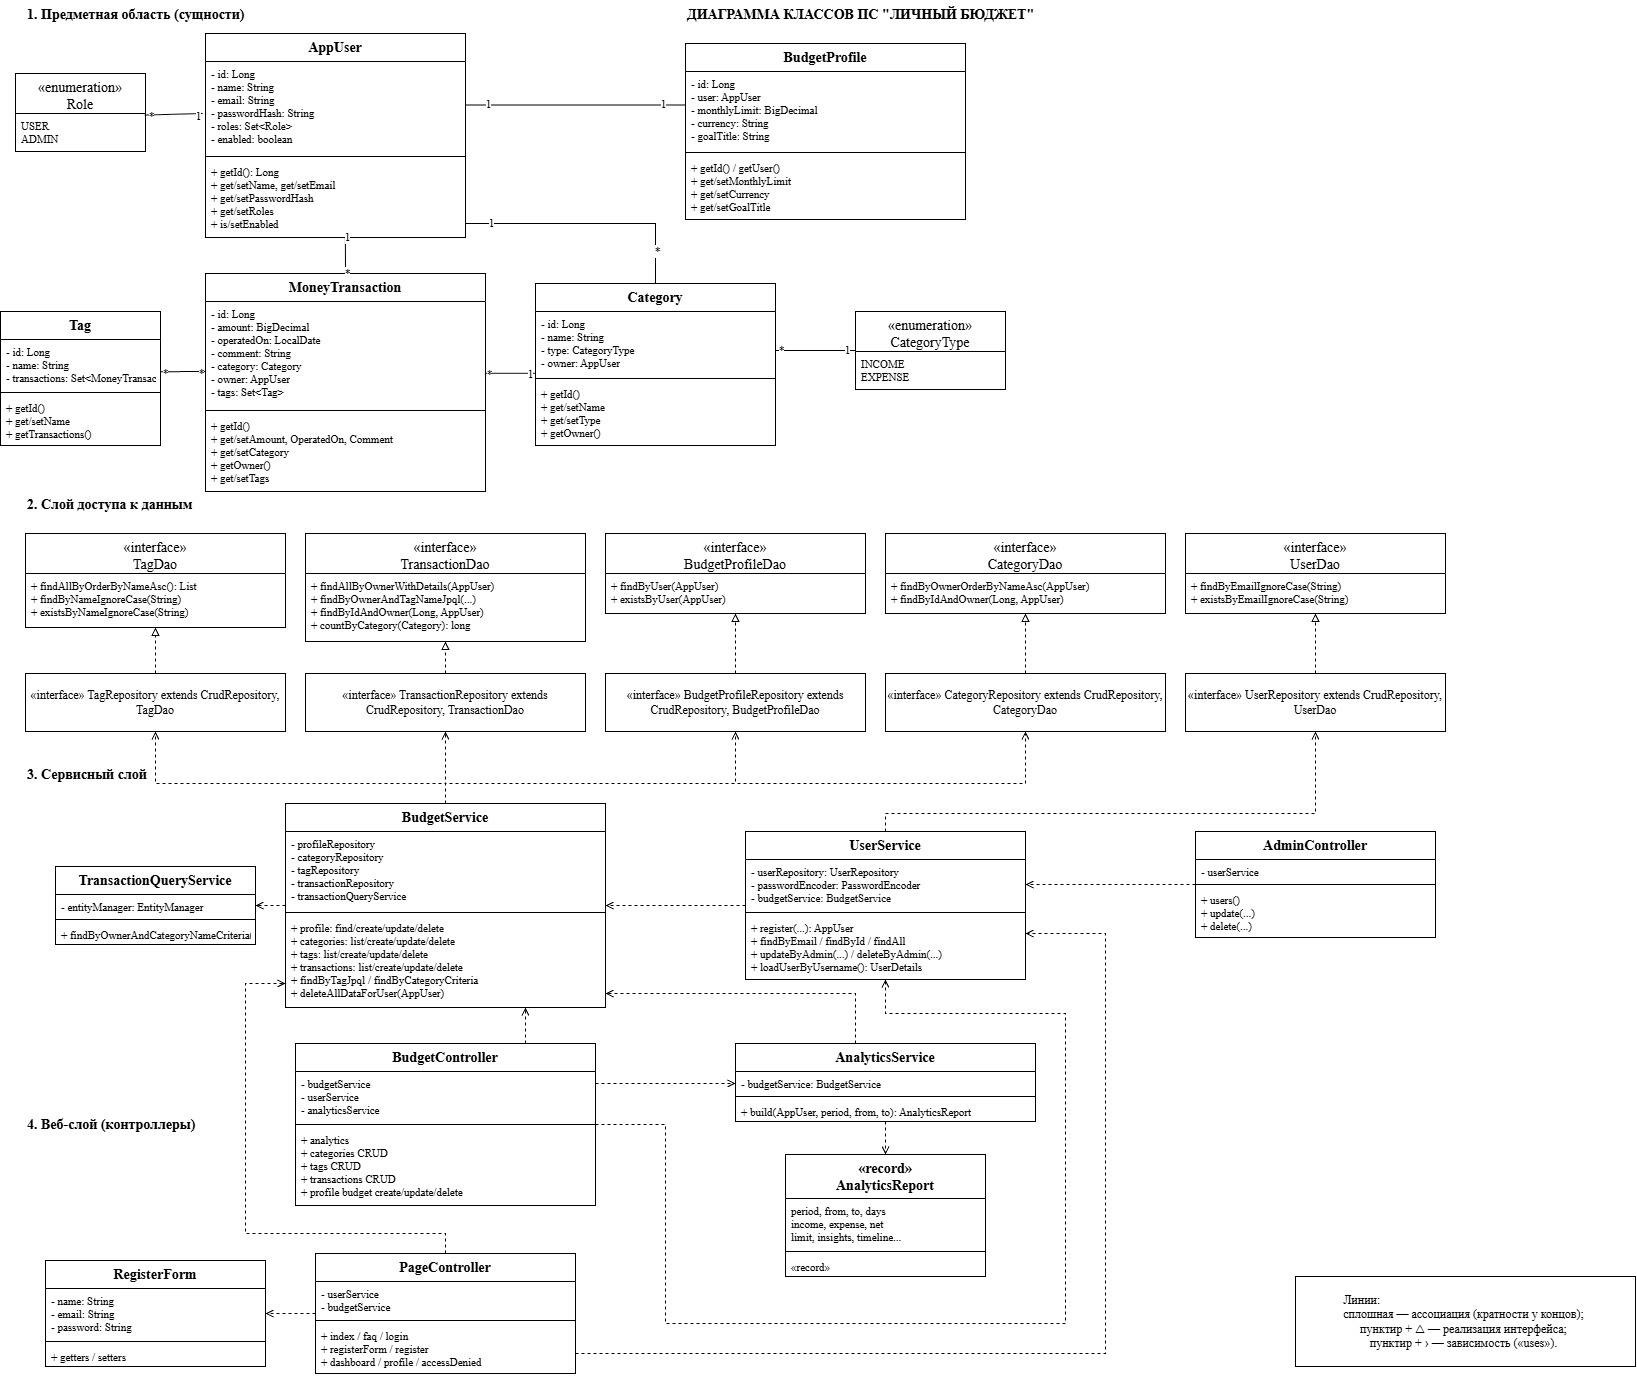 1. Предметная область (сущности)
ДИАГРАММА КЛАССОВ ПС "ЛИЧНЫЙ БЮДЖЕТ"
«enumeration»
Role
USER
ADMIN
*
1
AppUser
- id: Long
- name: String
- email: String
- passwordHash: String
- roles: Set<Role>
- enabled: boolean
+ getId(): Long
+ get/setName, get/setEmail
+ get/setPasswordHash
+ get/setRoles
+ is/setEnabled
1
1
BudgetProfile
- id: Long
- user: AppUser
- monthlyLimit: BigDecimal
- currency: String
- goalTitle: String
+ getId() / getUser()
+ get/setMonthlyLimit
+ get/setCurrency
+ get/setGoalTitle
1
*
1
*
Tag
- id: Long
- name: String
- transactions: Set<MoneyTransac
+ getId()
+ get/setName
+ getTransactions()
*
*
MoneyTransaction
- id: Long
- amount: BigDecimal
- operatedOn: LocalDate
- comment: String
- category: Category
- owner: AppUser
- tags: Set<Tag>
+ getId()
+ get/setAmount, OperatedOn, Comment
+ get/setCategory
+ getOwner()
+ get/setTags
*
1
Category
- id: Long
- name: String
- type: CategoryType
- owner: AppUser
+ getId()
+ get/setName
+ get/setType
+ getOwner()
*
1
«enumeration»
CategoryType
INCOME
EXPENSE
2. Слой доступа к данным
«interface»
TagDao
+ findAllByOrderByNameAsc(): List
+ findByNameIgnoreCase(String)
+ existsByNameIgnoreCase(String)
«interface»
TransactionDao
+ findAllByOwnerWithDetails(AppUser)
+ findByOwnerAndTagNameJpql(...)
+ findByIdAndOwner(Long, AppUser)
+ countByCategory(Category): long
«interface»
BudgetProfileDao
+ findByUser(AppUser)
+ existsByUser(AppUser)
«interface»
CategoryDao
+ findByOwnerOrderByNameAsc(AppUser)
+ findByIdAndOwner(Long, AppUser)
«interface»
UserDao
+ findByEmailIgnoreCase(String)
+ existsByEmailIgnoreCase(String)
«interface» TagRepository extends CrudRepository,
TagDao
«interface» TransactionRepository extends
CrudRepository, TransactionDao
«interface» BudgetProfileRepository extends
CrudRepository, BudgetProfileDao
«interface» CategoryRepository extends CrudRepository,
CategoryDao
«interface» UserRepository extends CrudRepository,
UserDao
3. Сервисный слой
TransactionQueryService
- entityManager: EntityManager
+ findByOwnerAndCategoryNameCriteria(
BudgetService
- profileRepository
- categoryRepository
- tagRepository
- transactionRepository
- transactionQueryService
+ profile: find/create/update/delete
+ categories: list/create/update/delete
+ tags: list/create/update/delete
+ transactions: list/create/update/delete
+ findByTagJpql / findByCategoryCriteria
+ deleteAllDataForUser(AppUser)
UserService
- userRepository: UserRepository
- passwordEncoder: PasswordEncoder
- budgetService: BudgetService
+ register(...): AppUser
+ findByEmail / findById / findAll
+ updateByAdmin(...) / deleteByAdmin(...)
+ loadUserByUsername(): UserDetails
AdminController
- userService
+ users()
+ update(...)
+ delete(...)
BudgetController
- budgetService
- userService
- analyticsService
+ analytics
+ categories CRUD
+ tags CRUD
+ transactions CRUD
+ profile budget create/update/delete
AnalyticsService
- budgetService: BudgetService
+ build(AppUser, period, from, to): AnalyticsReport
4. Веб-слой (контроллеры)
«record»
AnalyticsReport
period, from, to, days
income, expense, net
limit, insights, timeline...
«record»
RegisterForm
- name: String
- email: String
- password: String
+ getters / setters
PageController
- userService
- budgetService
+ index / faq / login
+ registerForm / register
+ dashboard / profile / accessDenied
Линии:
сплошная — ассоциация (кратности у концов);
пунктир + △ — реализация интерфейса;
пунктир + › — зависимость («uses»).